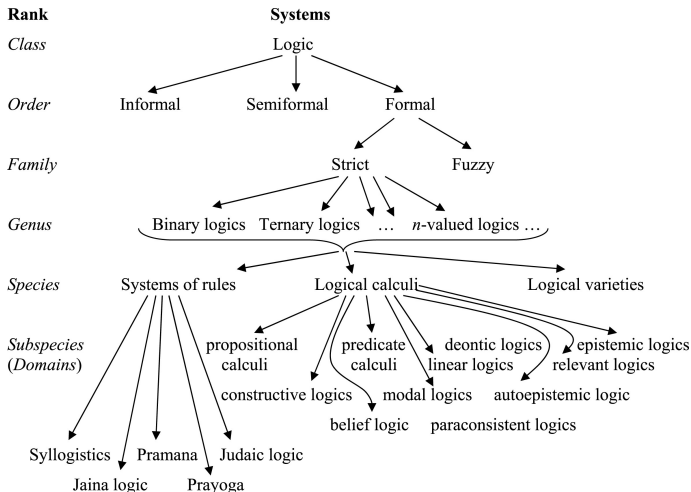 Rank Systems
Class Logic
Order Informal Semiformal Formal
Family Strict Fuzzy
Genus Binary logics Ternary logics … n-valued logics …
Species Systems of rules Logical calculi Logical varieties
Subspecies propositional predicate deontic logics epistemic logics
(Domains) calculi calculi linear logics relevant logics
constructive logics modal logics autoepistemic logic
belief logic paraconsistent logics
Syllogistics Pramana Judaic logic
Jaina logic Prayoga